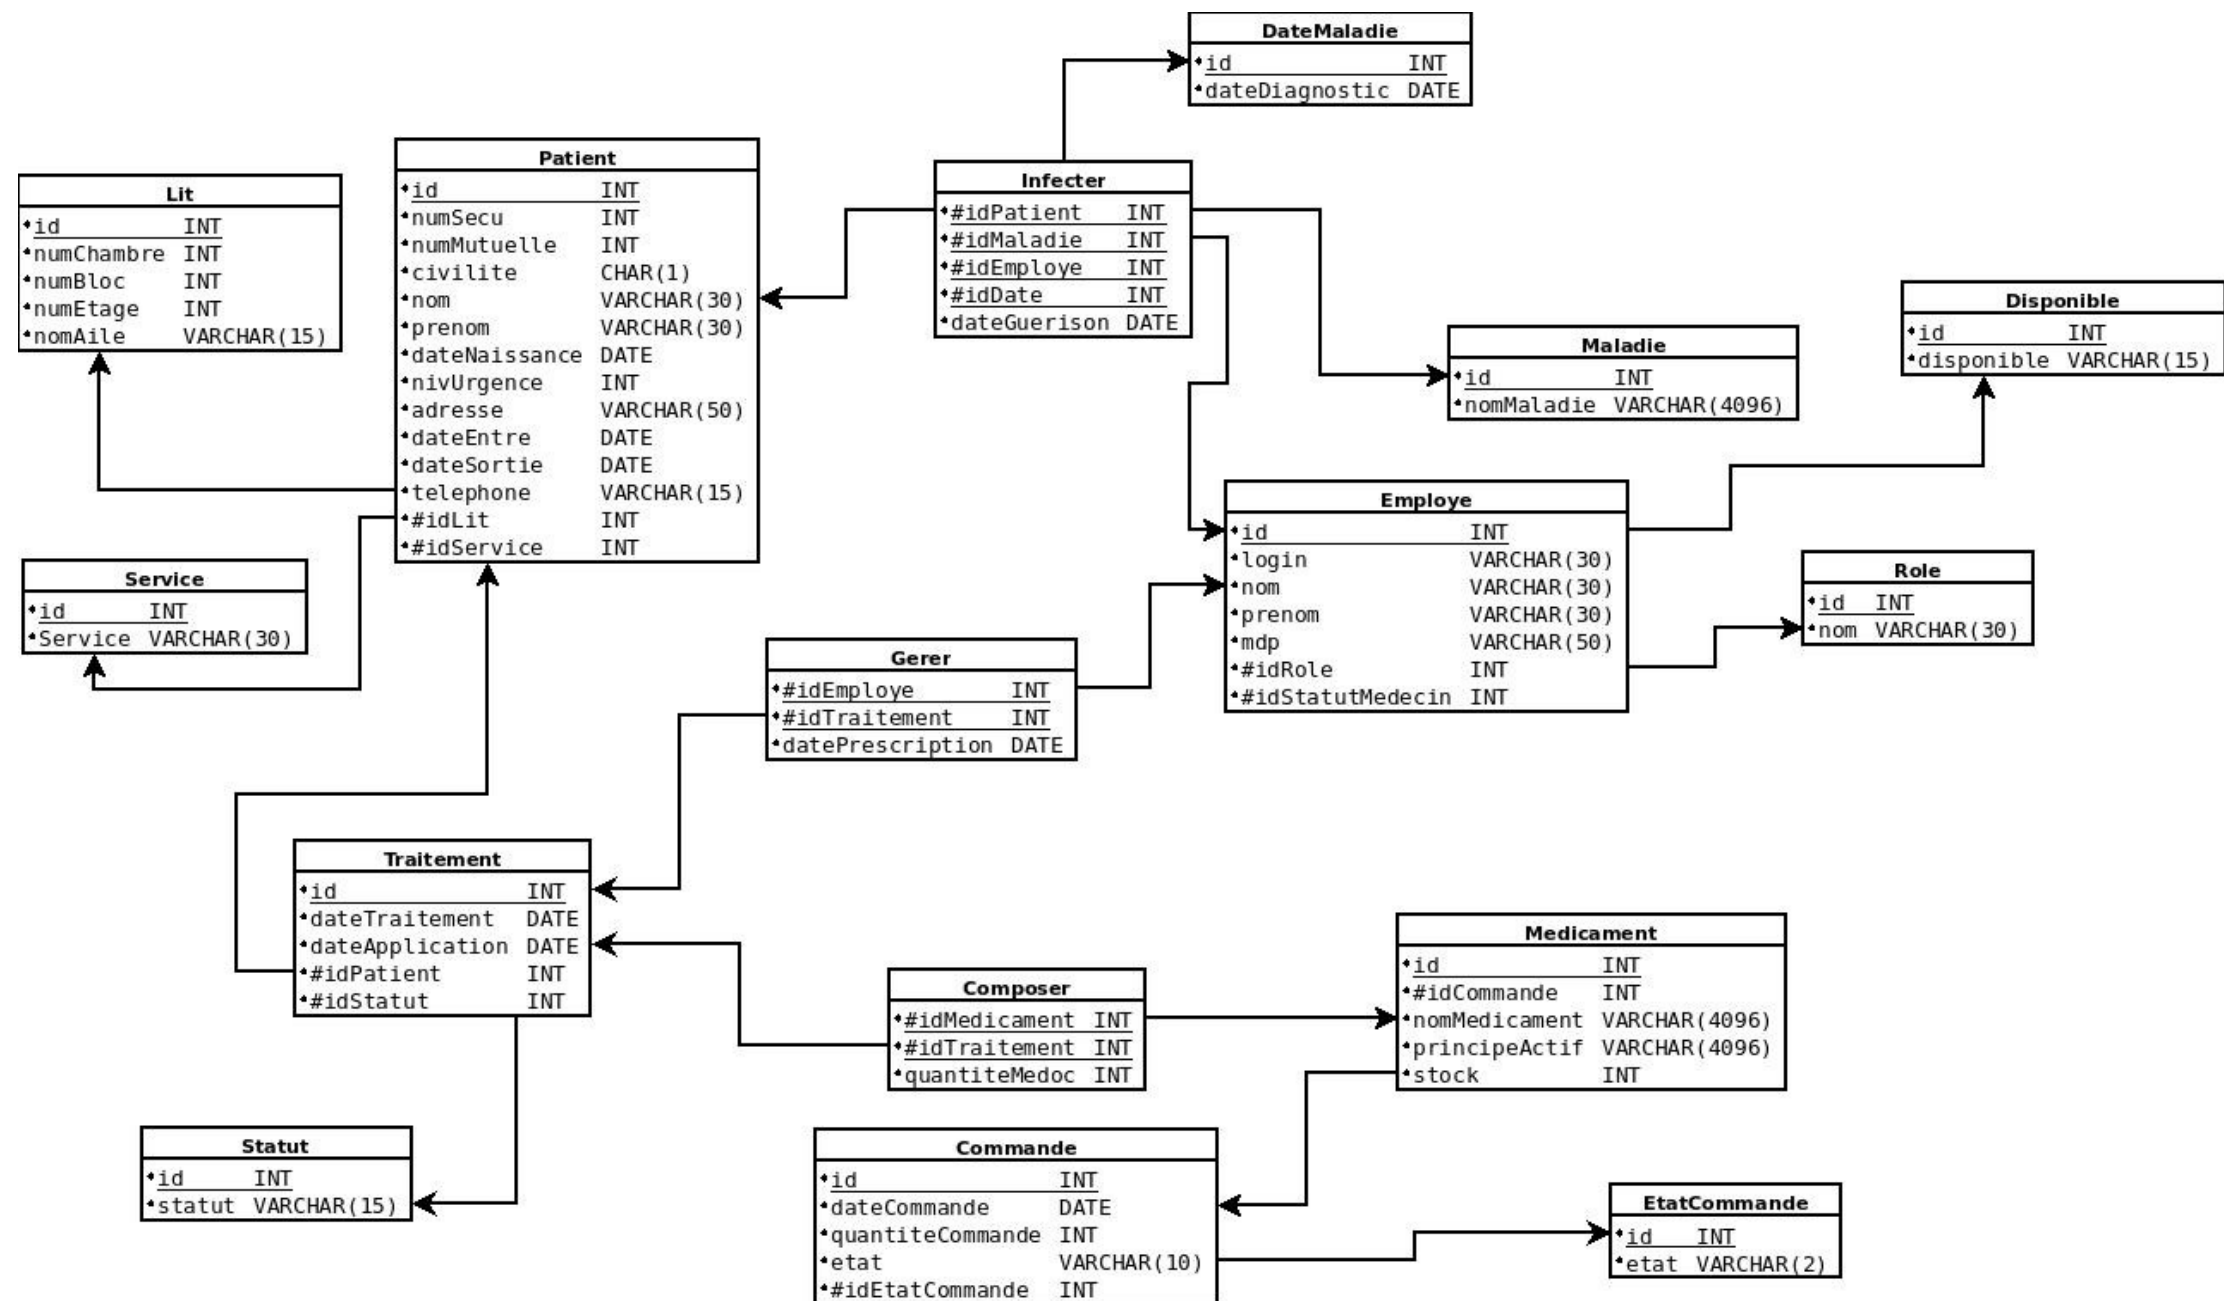 DateMaladie
id INT
dateDiagnostic DATE
Patient
id INT
numSecu INT
numMutuelle INT
civilite CHAR(1)
nom VARCHAR(30)
prenom VARCHAR(30)
dateNaissance DATE
nivUrgence INT
adresse VARCHAR(50)
dateEntre DATE
dateSortie DATE
telephone VARCHAR(15)
#idLit INT
#idService INT
Infecter
#idPatient INT
#idMaladie INT
#idEmploye INT
#idDate INT
dateGuerison DATE
Lit
id INT
numChambre INT
numBloc INT
numEtage INT
nomAile VARCHAR(15)
Disponible
id INT
disponible VARCHAR(15)
Maladie
id INT
nomMaladie VARCHAR(4096)
Employe
id INT
login VARCHAR(30)
nom VARCHAR(30)
prenom VARCHAR(30)
mdp VARCHAR(50)
#idRole INT
#idStatutMedecin INT
Role
id INT
nom VARCHAR(30)
Service
id INT
Service VARCHAR(30)
Gerer
#idEmploye INT
#idTraitement INT
datePrescription DATE
Traitement
id INT
dateTraitement DATE
dateApplication DATE
#idPatient INT
#idStatut INT
Medicament
id INT
#idCommande INT
nomMedicament VARCHAR(4096)
principeActif VARCHAR(4096)
stock INT
Composer
#idMedicament INT
#idTraitement INT
quantiteMedoc INT
Statut
id INT
statut VARCHAR(15)
Commande
id INT
dateCommande DATE
quantiteCommande INT
etat VARCHAR(10)
#idEtatCommande INT
EtatCommande
id INT
etat VARCHAR(2)